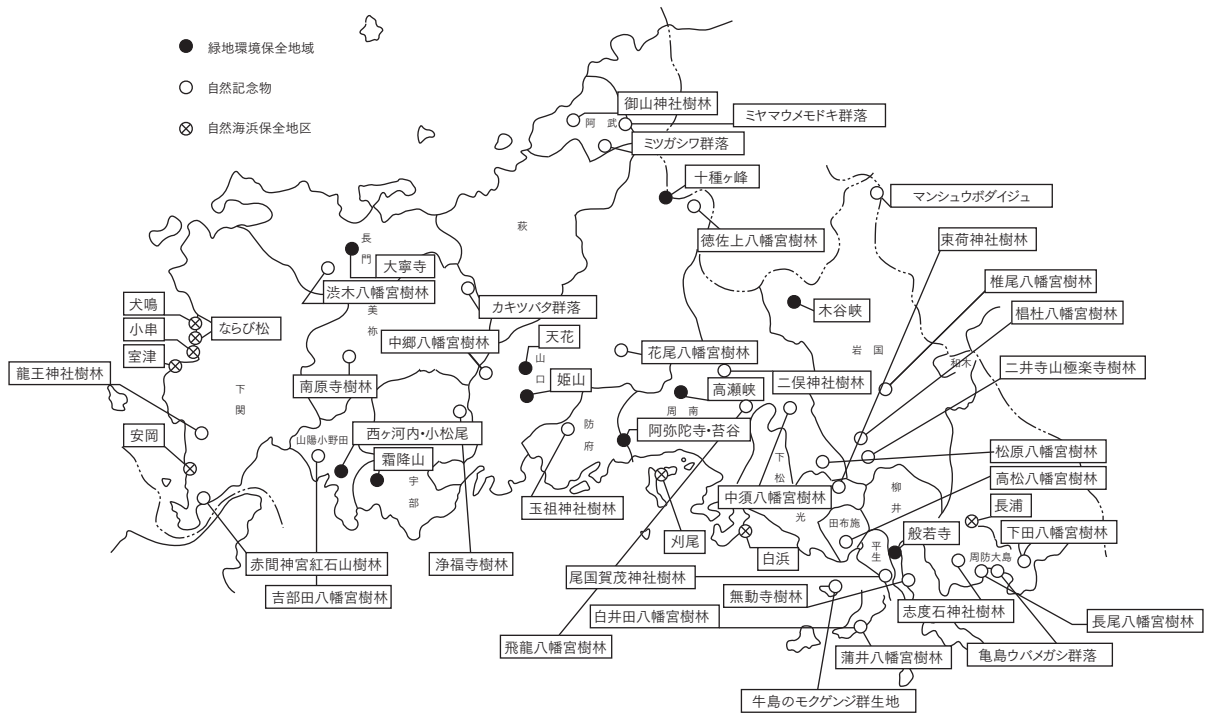 緑地環境保全地域
自然記念物
自然海浜保全地区
御山神社樹林
ミヤマウメモドキ群落
阿武
ミツガシワ群落
十種ヶ峰
マンシュウボダイジュ
萩
徳佐上八幡宮樹林
束荷神社樹林
長門
大寧寺
渋木八幡宮樹林
カキツバタ群落
椎尾八幡宮樹林
木谷峡
椙杜八幡宮樹林
犬鳴
小串
ならび松
室津
美祢
中郷八幡宮樹林
天花
山口
花尾八幡宮樹林
岩国
和木
二井寺山極楽寺樹林
龍王神社樹林
下関
南原寺樹林
姫山
高瀬峡
二俣神社樹林
周南
安岡
山陽小野田
西ヶ河内・小松尾
霜降山
宇部
防府
阿弥陀寺・苔谷
下松
松原八幡宮樹林
高松八幡宮樹林
柳井
玉祖神社樹林
中須八幡宮樹林
光
田布施
長浦
刈尾
白浜
平生
般若寺
下田八幡宮樹林
周防大島
赤間神宮紅石山樹林
浄福寺樹林
尾国賀茂神社樹林
吉部田八幡宮樹林
無動寺樹林
白井田八幡宮樹林
志度石神社樹林
長尾八幡宮樹林
飛龍八幡宮樹林
蒲井八幡宮樹林
亀島ウバメガシ群落
牛島のモクゲンジ群生地